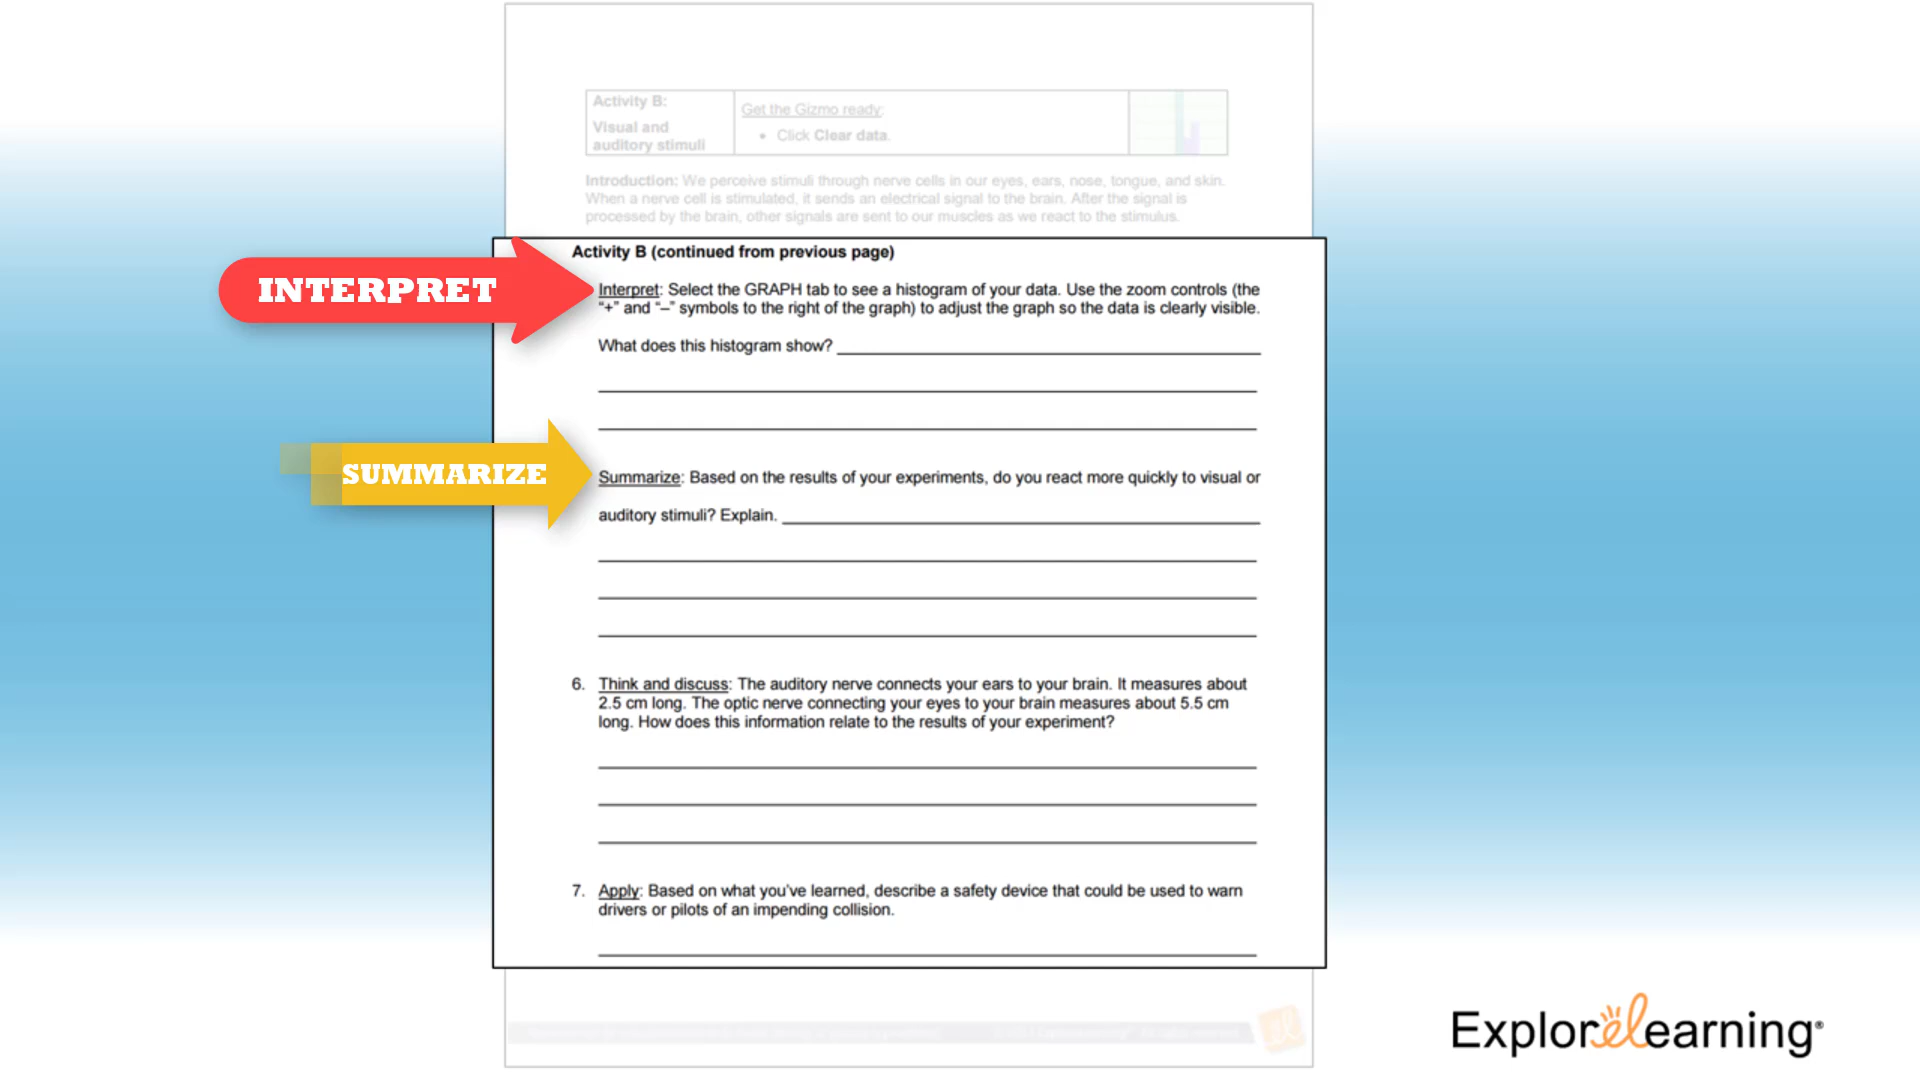 Activity B:
Visual and
auditory stimuli
Get the Gizmo ready:
• Click Clear data.
Introduction: We perceive stimuli through nerve cells in our eyes, ears, nose, tongue, and skin.
When a nerve cell is stimulated, it sends an electrical signal to the brain. After the signal is
processed by the brain, other signals are sent to our muscles as we react to the stimulus.
Activity B (continued from previous page)
INTERPRET
Interpret: Select the GRAPH tab to see a histogram of your data. Use the zoom controls (the
“+” and “–” symbols to the right of the graph) to adjust the graph so the data is clearly visible.
What does this histogram show?
SUMMARIZE
Summarize: Based on the results of your experiments, do you react more quickly to visual or
auditory stimuli? Explain.
6. Think and discuss: The auditory nerve connects your ears to your brain. It measures about
2.5 cm long. The optic nerve connecting your eyes to your brain measures about 5.5 cm
long. How does this information relate to the results of your experiment?
7. Apply: Based on what you’ve learned, describe a safety device that could be used to warn
drivers or pilots of an impending collision.
ExploreLearning®